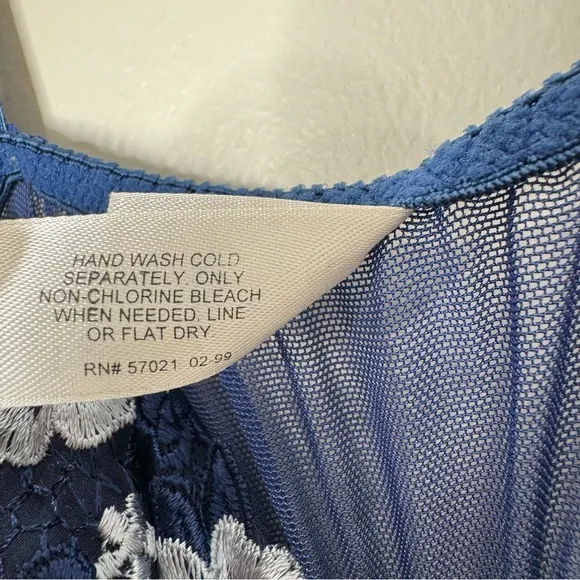 HAND WASH COLD
SEPARATELY. ONLY
NON-CHLORINE BLEACH
WHEN NEEDED. LINE
OR FLAT DRY
RN# 57021 02-99